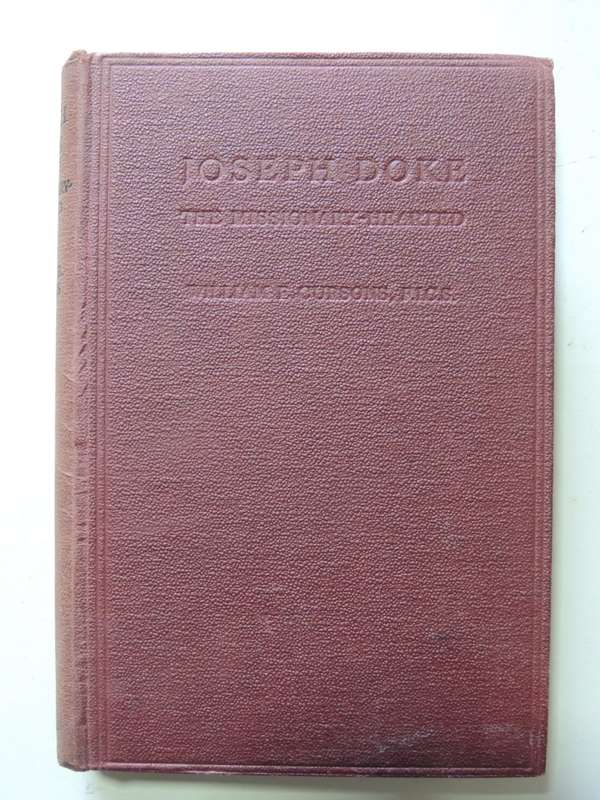 JOSEPH DOKE
THE MISSIONARY-HEARTED
WILLIAM E. CURSONS, F.I.C.S.